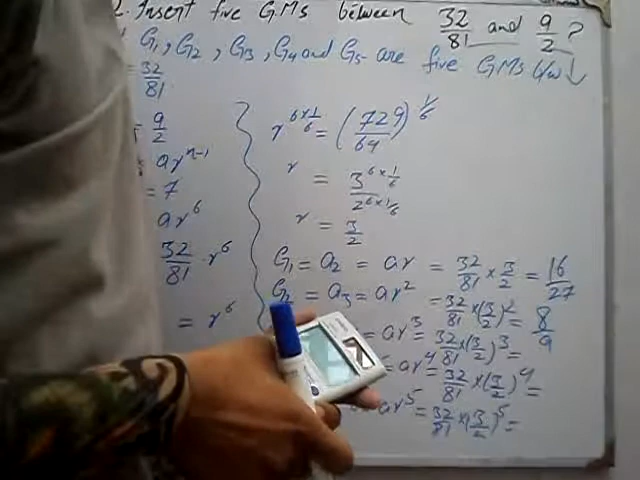 2. Insert five G.Ms between 32/81 and 9/2 ?
G1, G2, G3, G4 and G5 are five GMs b/w ↓
= 32/81
= 9/2
ar^(n-1)
= 7
ar^6
32/81 · r^6
= r^6
r^(6×1/6) = (729/64)^(1/6)
r = 3^(6×1/6) / 2^(6×1/6)
r = 3/2
G1 = a2 = ar = 32/81 × 3/2 = 16/27
G2 = a3 = ar^2 = 32/81 × (3/2)^2 = 8/9
= ar^3 = 32/81 × (3/2)^3 =
= ar^4 = 32/81 × (3/2)^4 =
ar^5 = 32/81 × (3/2)^5 =